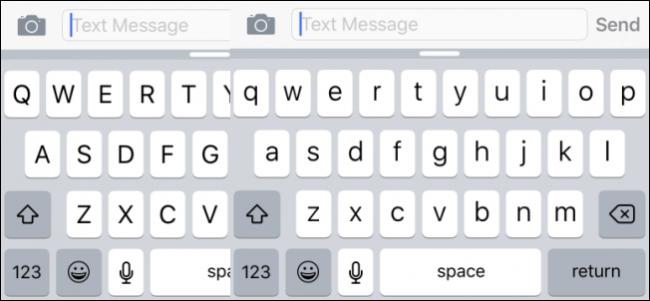 Text Message
Text Message Send
Q W E R T
q w e r t y u i o p
A S D F G
a s d f g h j k l
Z X C V
z x c v b n m
123 spa
123 space return